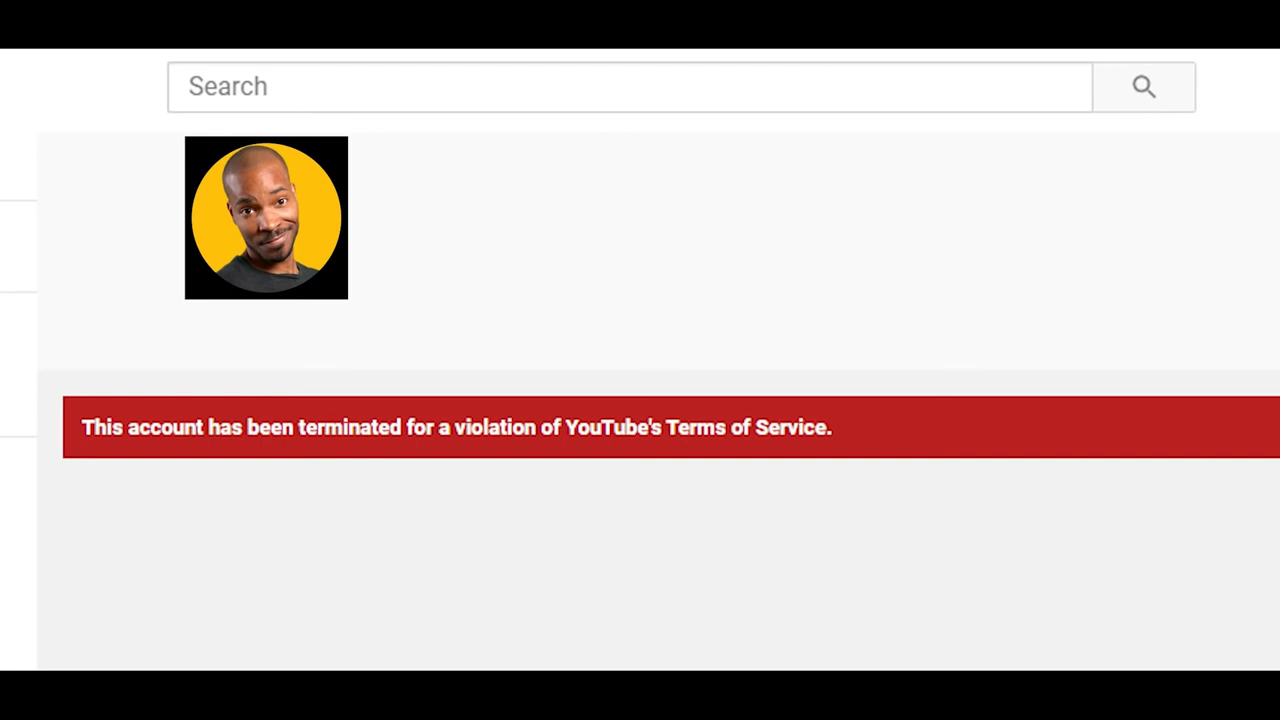 Search
This account has been terminated for a violation of YouTube's Terms of Service.